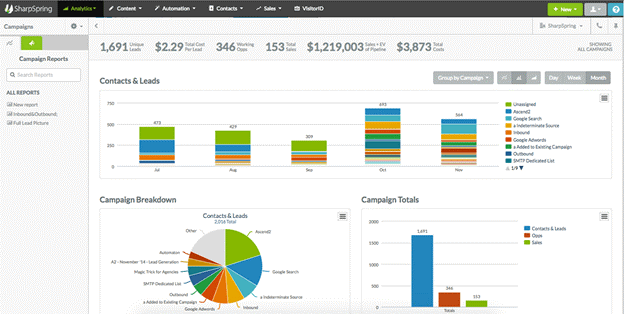 SharpSpring
Analytics
Content
Automation
Contacts
Sales
VisitorID
+ New
Campaigns
SharpSpring
Campaign Reports
Search Reports
ALL REPORTS
New report
Inbound&Outbound;
Full Lead Picture
1,691 Unique Leads
$2.29 Total Cost Per Lead
346 Working Opps
153 Total Sales
$1,219,003 Sales + EV of Pipeline
$3,873 Total Costs
SHOWING:
ALL CAMPAIGNS
Contacts & Leads
Group by Campaign
Day
Week
Month
750
500
250
0
473
429
309
693
564
Jul
Aug
Sep
Oct
Nov
Unassigned
Ascend2
Google Search
a Indeterminate Source
Inbound
Google Adwords
a Added to Existing Campaign
Outbound
SMTP Dedicated List
1/9
Campaign Breakdown
Contacts & Leads
2,016 Total
Other
Ascend2
Automation
A2 - November '14 - Lead Generation
Magic Trick for Agencies
SMTP Dedicated List
Outbound
a Added to Existing Campaign
Google Adwords
Inbound
a Indeterminate Source
Google Search
Campaign Totals
2000
1500
1000
500
0
1,691
346
153
Totals
Contacts & Leads
Opps
Sales